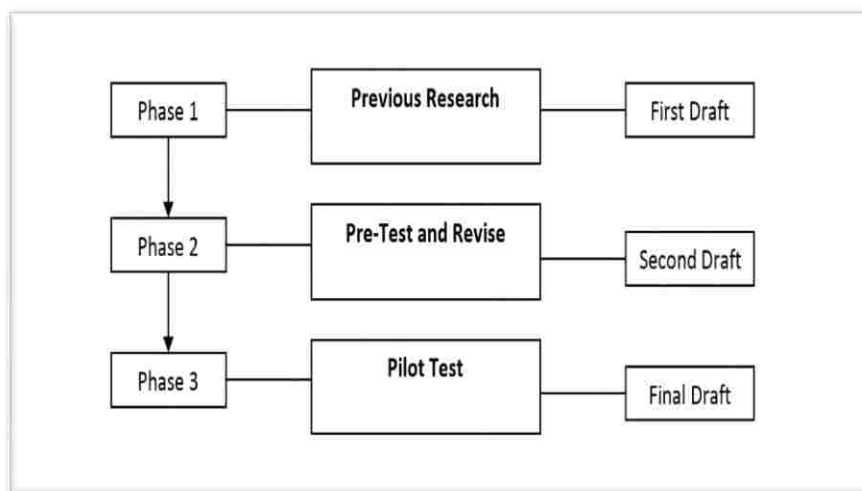 Phase 1
Previous Research
First Draft
Phase 2
Pre-Test and Revise
Second Draft
Phase 3
Pilot Test
Final Draft